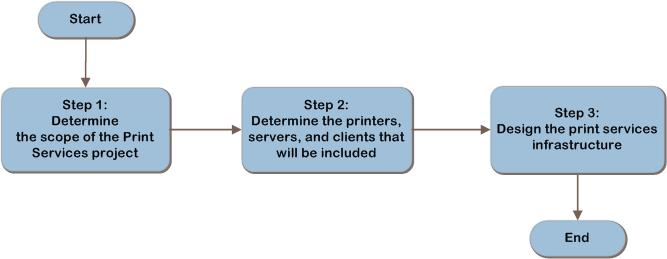 Start
Step 1:
Determine
the scope of the Print
Services project
Step 2:
Determine the printers,
servers, and clients that
will be included
Step 3:
Design the print services
infrastructure
End